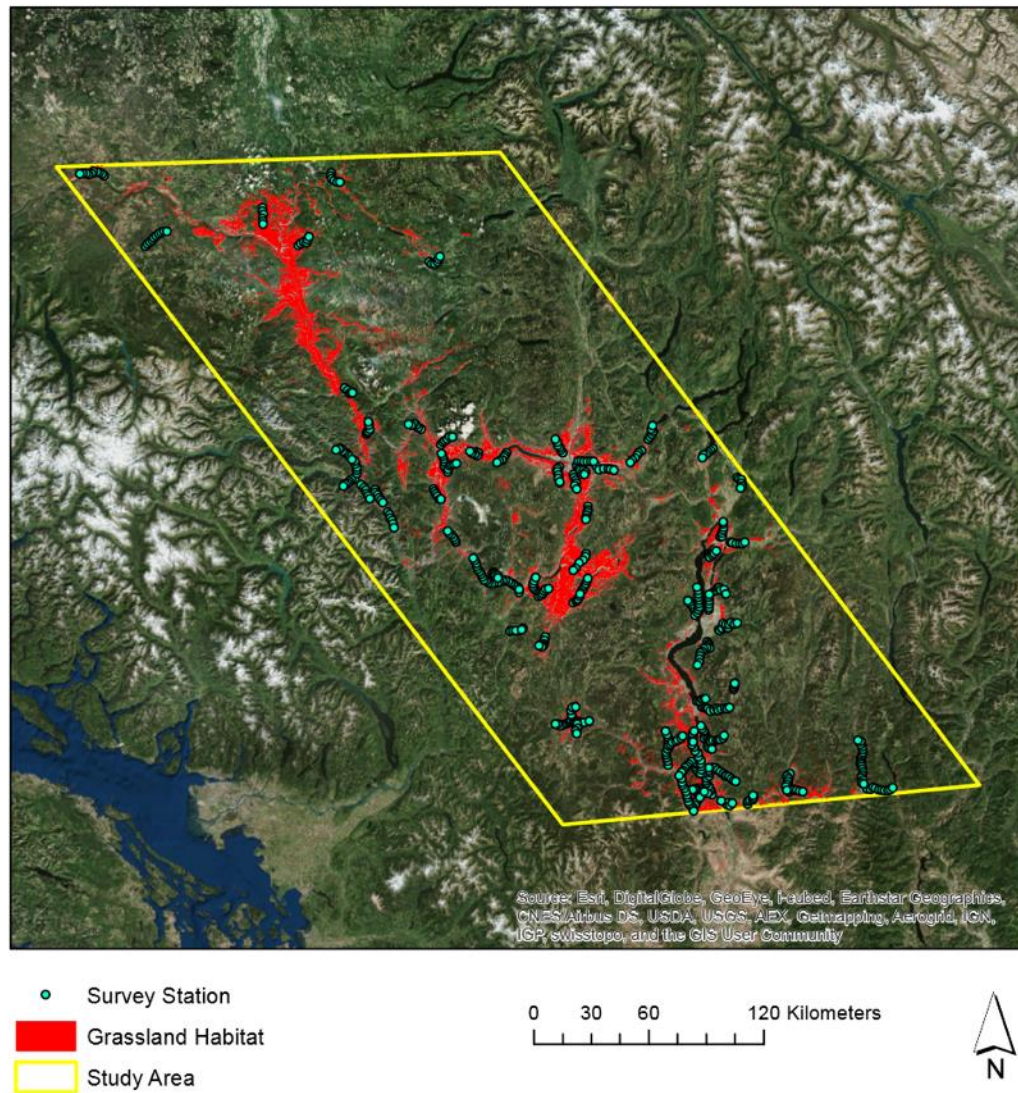 Source: Esri, DigitalGlobe, GeoEye, i-cubed, Earthstar Geographics,
CNES/Airbus DS, USDA, USGS, AEX, Getmapping, Aerogrid, IGN,
IGP, swisstopo, and the GIS User Community
Survey Station
Grassland Habitat
Study Area
0 30 60 120 Kilometers
N